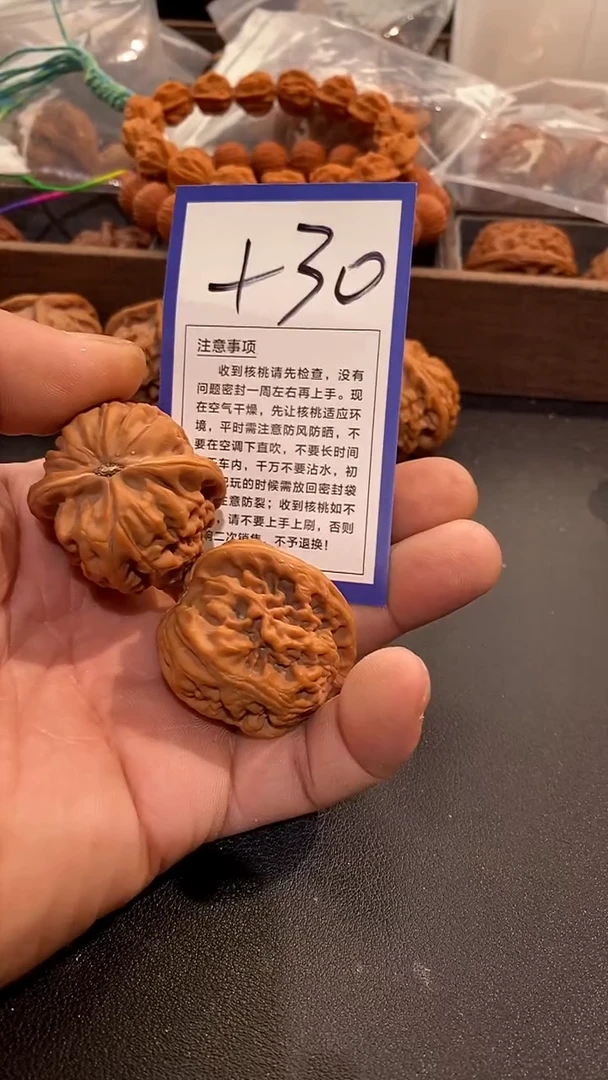 +30
注意事项
收到核桃请先检查，没有
问题密封一周左右再上手。现
在空气干燥，先让核桃适应环
境，平时需注意防风防晒，不
要在空调下直吹，不要长时间
车内，千万不要沾水，初
玩的时候需放回密封袋
注意防裂；收到核桃如不
，请不要上手上刷，否则
响二次销售，不予退换！